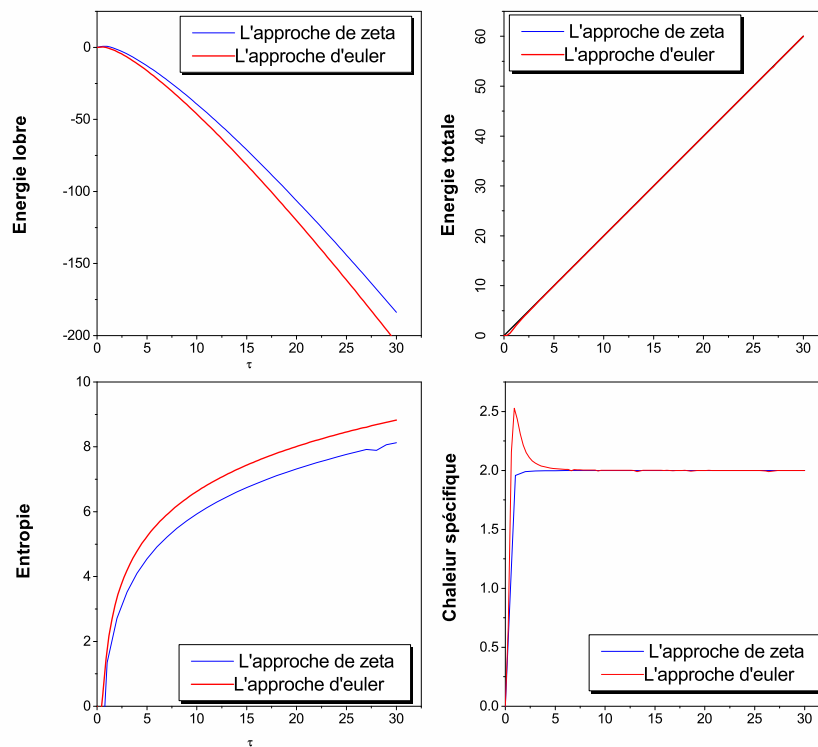 L'approche de zeta
L'approche d'euler
0
-50
-100
-150
-200
0 5 10 15 20 25 30
τ
Energie lobre
L'approche de zeta
L'approche d'euler
60
50
40
30
20
10
0
0 5 10 15 20 25 30
Energie totale
10
8
6
4
2
0
0 5 10 15 20 25 30
τ
Entropie
L'approche de zeta
L'approche d'euler
2.5
2.0
1.5
1.0
0.5
0.0
0 5 10 15 20 25 30
Chaleiur spécifique
L'approche de zeta
L'approche d'euler